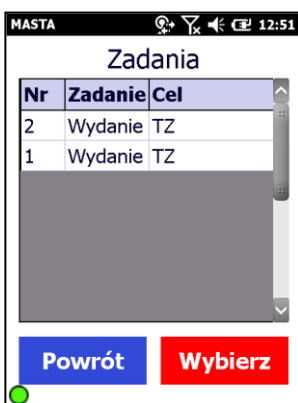 MASTA 12:51
Zadania
Nr Zadanie Cel
2 Wydanie TZ
1 Wydanie TZ
Powrót Wybierz